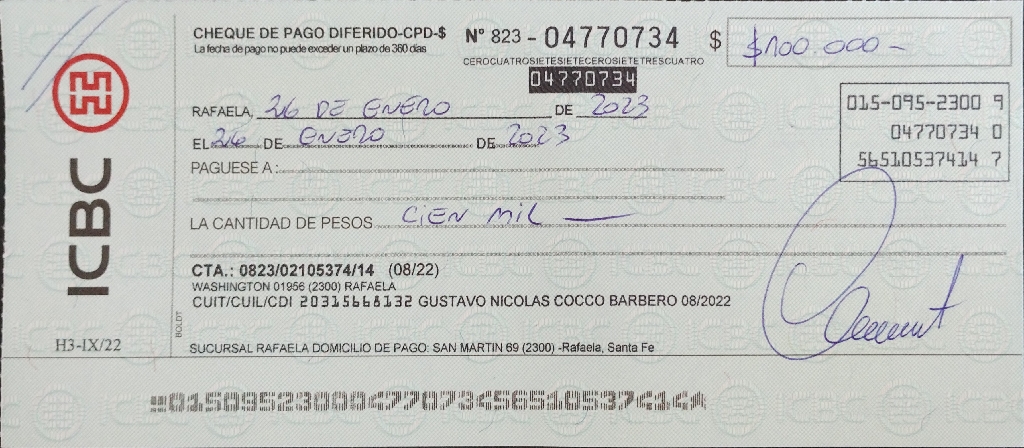 CHEQUE DE PAGO DIFERIDO-CPD-$ N° 823 - 04770734 $ $100.000-
La fecha de pago no puede exceder un plazo de 360 días
CEROCUATROSIETESIETECEROSIETETRESCUATRO
04770734
RAFAELA, 26 DE ENERO DE 2023
EL 26 DE ENERO DE 2023
PAGUESE A :
015-095-2300 9
04770734 0
56510537414 7
LA CANTIDAD DE PESOS CIEN MIL —
CTA.: 0823/02105374/14 (08/22)
WASHINGTON 01956 (2300) RAFAELA
CUIT/CUIL/CDI 20315668132 GUSTAVO NICOLAS COCCO BARBERO 08/2022
SUCURSAL RAFAELA DOMICILIO DE PAGO: SAN MARTIN 69 (2300) -Rafaela, Santa Fe
ICBC
H3-IX/22
BOLDT
01509523000477073456510537414